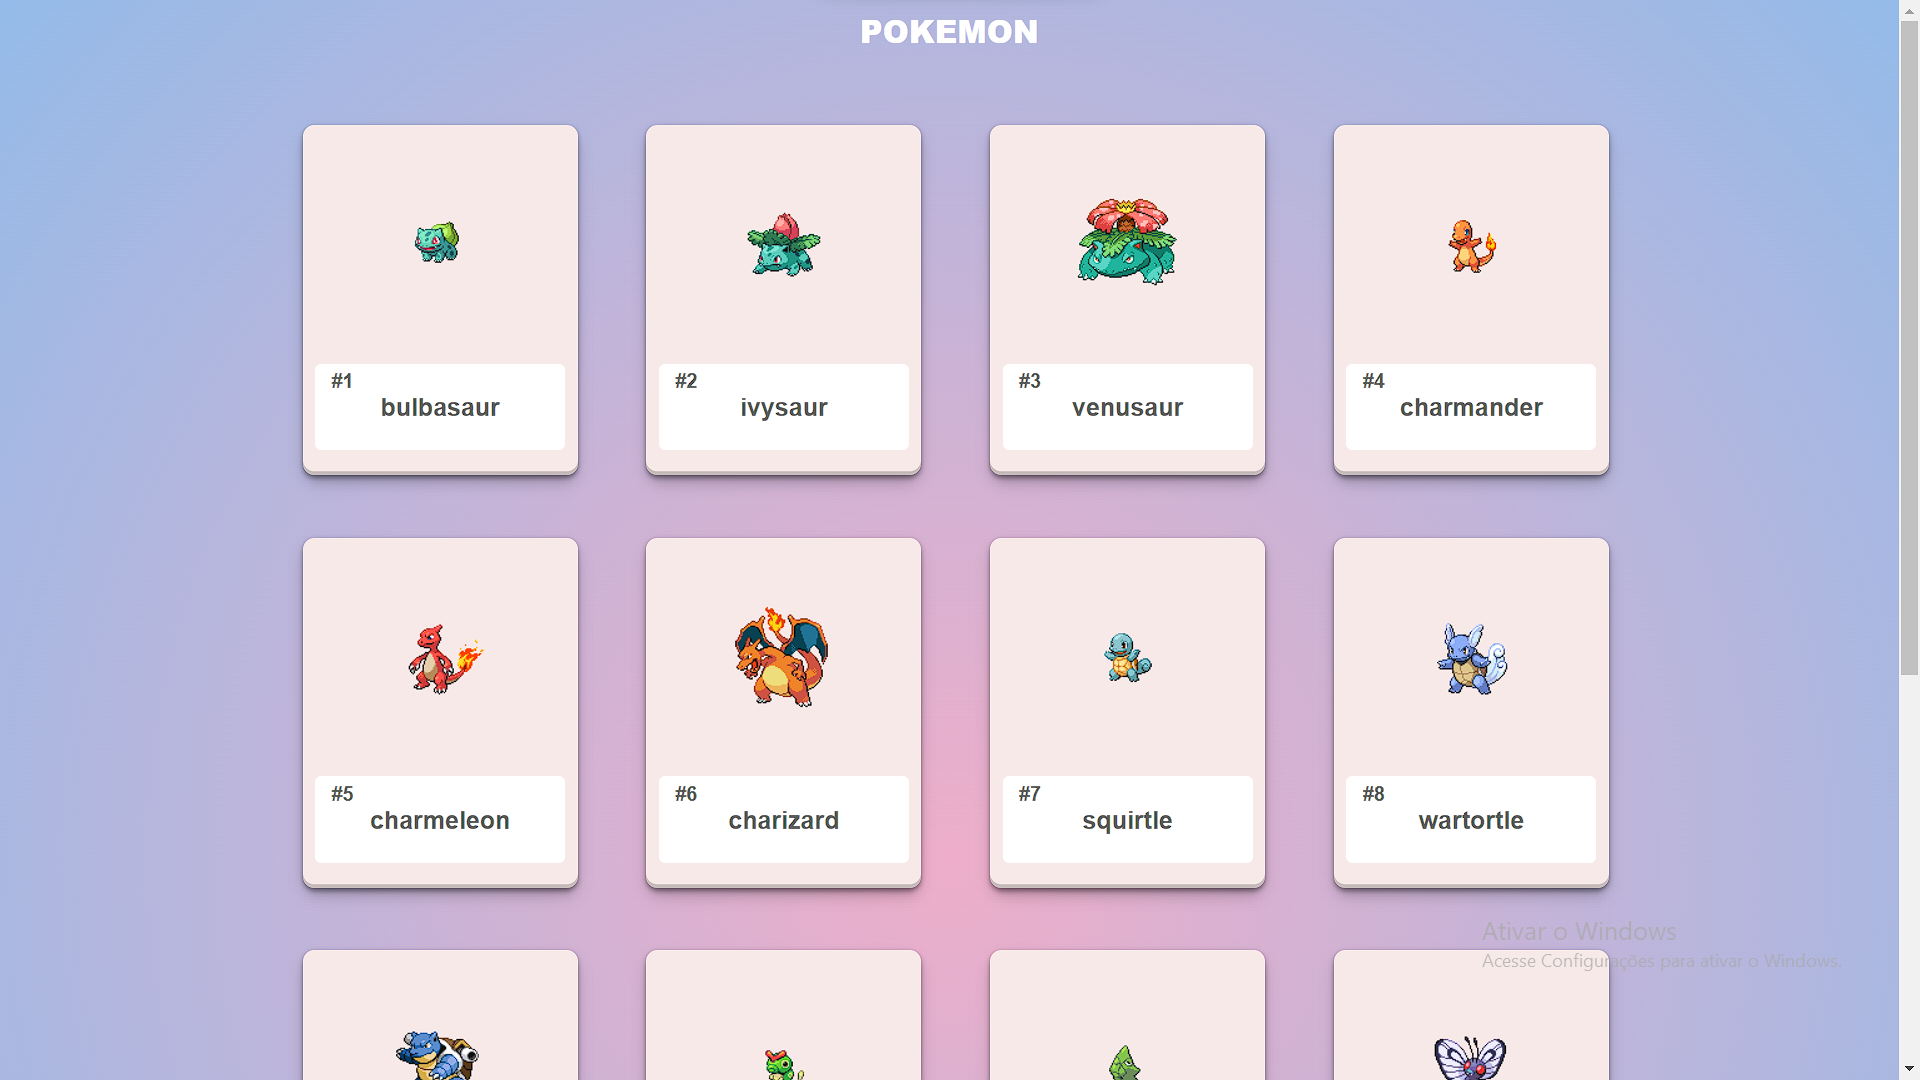 POKEMON
#1
bulbasaur
#2
ivysaur
#3
venusaur
#4
charmander
#5
charmeleon
#6
charizard
#7
squirtle
#8
wartortle
Ativar o Windows
Acesse Configurações para ativar o Windows.